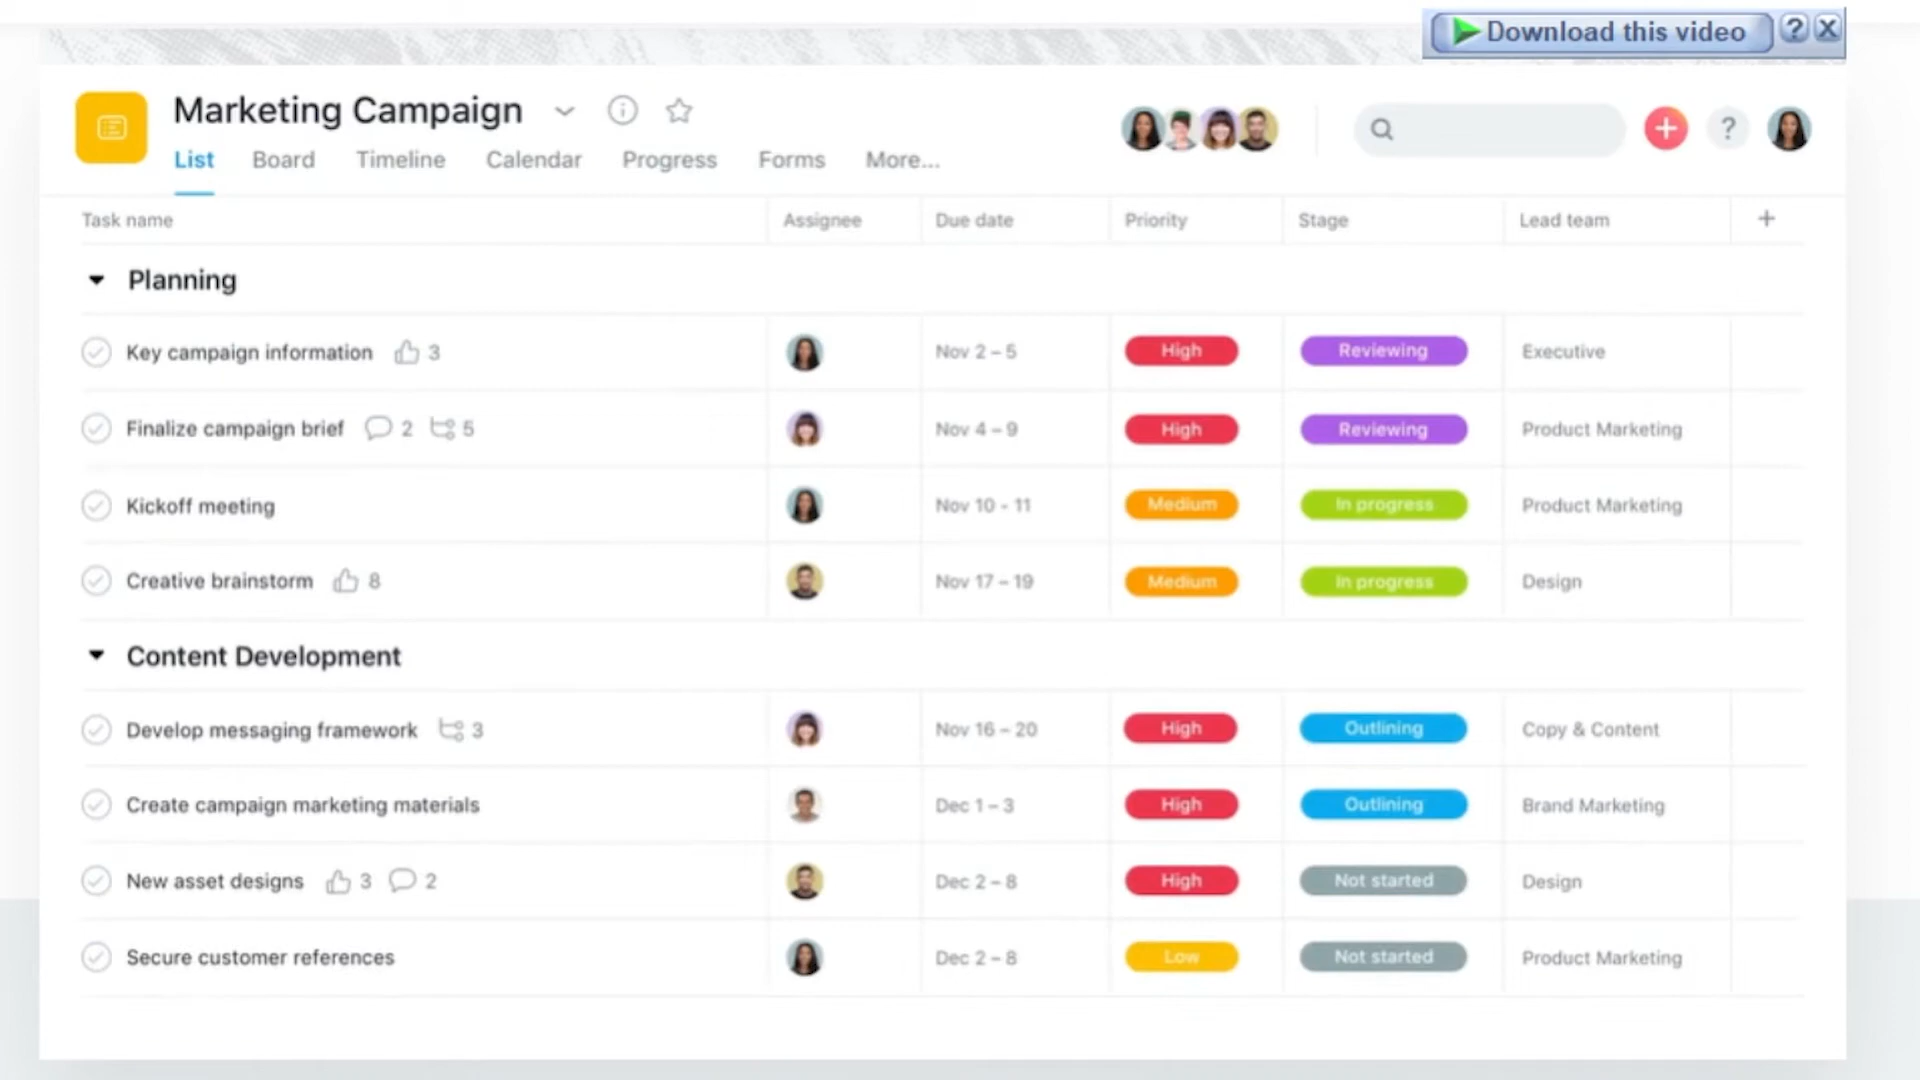 Download this video ? X
Marketing Campaign
List Board Timeline Calendar Progress Forms More...
+ ?
Task name Assignee Due date Priority Stage Lead team +
Planning
Key campaign information 3 Nov 2 – 5 High Reviewing Executive
Finalize campaign brief 2 5 Nov 4 – 9 High Reviewing Product Marketing
Kickoff meeting Nov 10 - 11 Medium In progress Product Marketing
Creative brainstorm 8 Nov 17 – 19 Medium In progress Design
Content Development
Develop messaging framework 3 Nov 16 – 20 High Outlining Copy & Content
Create campaign marketing materials Dec 1 – 3 High Outlining Brand Marketing
New asset designs 3 2 Dec 2 – 8 High Not started Design
Secure customer references Dec 2 – 8 Low Not started Product Marketing